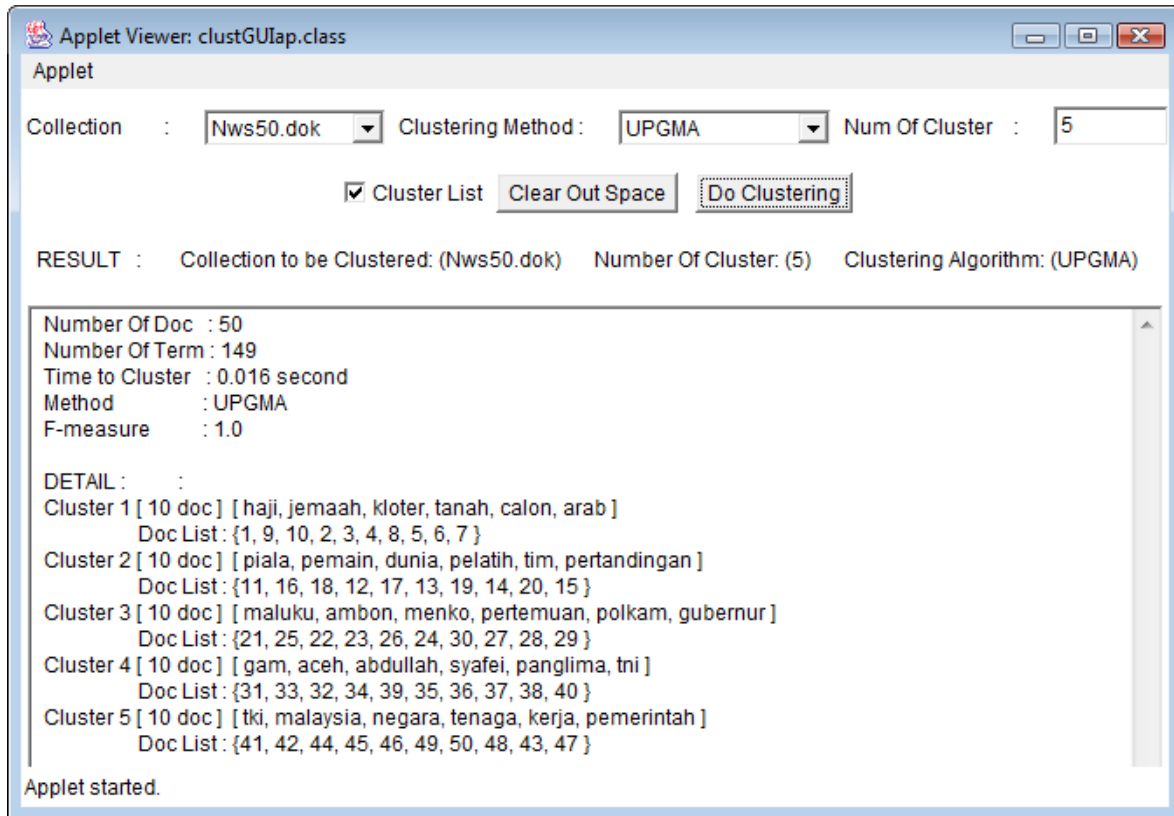 Applet Viewer: clustGUIap.class
Applet
Collection : Nws50.dok Clustering Method : UPGMA Num Of Cluster : 5
Cluster List Clear Out Space Do Clustering
RESULT : Collection to be Clustered: (Nws50.dok) Number Of Cluster: (5) Clustering Algorithm: (UPGMA)
Number Of Doc : 50
Number Of Term : 149
Time to Cluster : 0.016 second
Method : UPGMA
F-measure : 1.0
DETAIL : :
Cluster 1 [ 10 doc ] [ haji, jemaah, kloter, tanah, calon, arab ]
Doc List : {1, 9, 10, 2, 3, 4, 8, 5, 6, 7 }
Cluster 2 [ 10 doc ] [ piala, pemain, dunia, pelatih, tim, pertandingan ]
Doc List : {11, 16, 18, 12, 17, 13, 19, 14, 20, 15 }
Cluster 3 [ 10 doc ] [ maluku, ambon, menko, pertemuan, polkam, gubernur ]
Doc List : {21, 25, 22, 23, 26, 24, 30, 27, 28, 29 }
Cluster 4 [ 10 doc ] [ gam, aceh, abdullah, syafei, panglima, tni ]
Doc List : {31, 33, 32, 34, 39, 35, 36, 37, 38, 40 }
Cluster 5 [ 10 doc ] [ tki, malaysia, negara, tenaga, kerja, pemerintah ]
Doc List : {41, 42, 44, 45, 46, 49, 50, 48, 43, 47 }
Applet started.